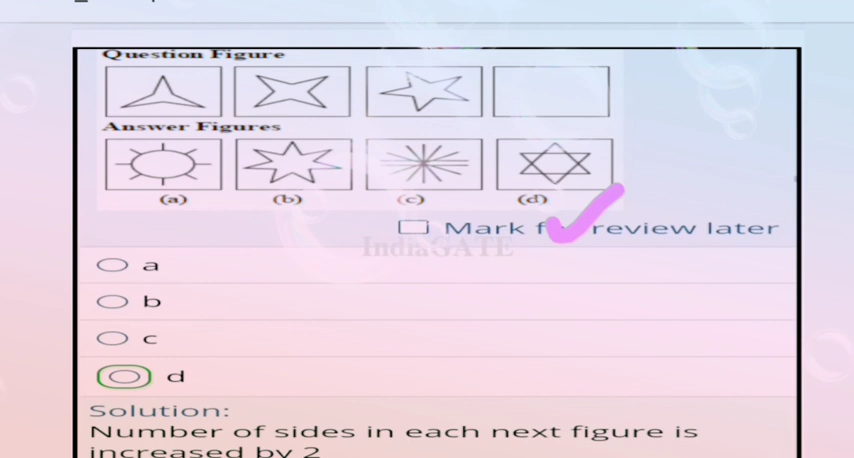 Question Figure
Answer Figures
(a) (b) (c) (d)
Mark review later
IndiaGATE
a
b
c
d
Solution:
Number of sides in each next figure is
increased by 2